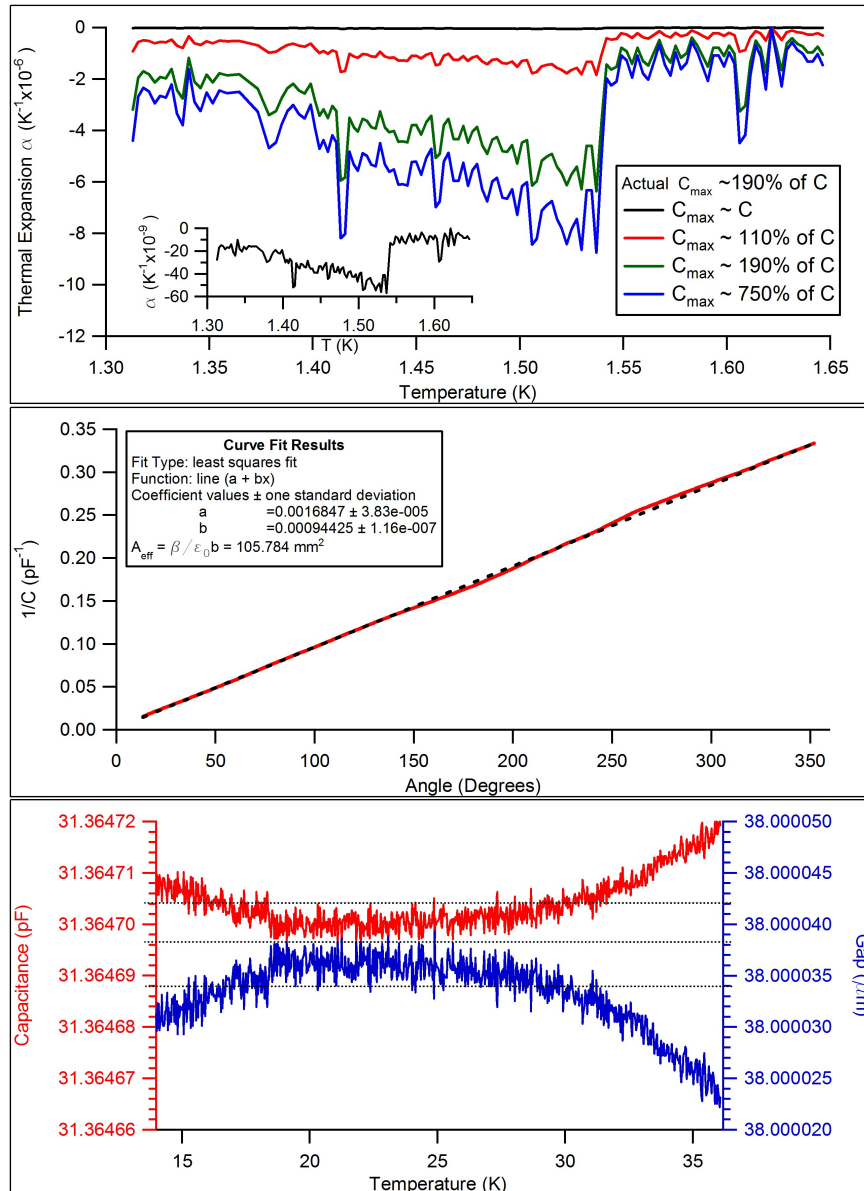 0
-2
-4
-6
-8
-10
-12
Thermal Expansion α (K⁻¹x10⁻⁶)
Actual Cmax ~190% of C
Cmax ~ C
Cmax ~ 110% of C
Cmax ~ 190% of C
Cmax ~ 750% of C
α (K⁻¹x10⁻⁹)
0
-20
-40
-60
1.30 1.40 1.50 1.60
T (K)
1.30 1.35 1.40 1.45 1.50 1.55 1.60 1.65
Temperature (K)
0.35
0.30
0.25
0.20
0.15
0.10
0.05
0.00
1/C (pF⁻¹)
Curve Fit Results
Fit Type: least squares fit
Function: line (a + bx)
Coefficient values ± one standard deviation
a =0.0016847 ± 3.83e-005
b =0.00094425 ± 1.16e-007
Aeff = β/ε₀b = 105.784 mm²
0 50 100 150 200 250 300 350
Angle (Degrees)
31.36472
31.36471
31.36470
31.36469
31.36468
31.36467
31.36466
Capacitance (pF)
38.000050
38.000045
38.000040
38.000035
38.000030
38.000025
38.000020
Gap (μm)
15 20 25 30 35
Temperature (K)